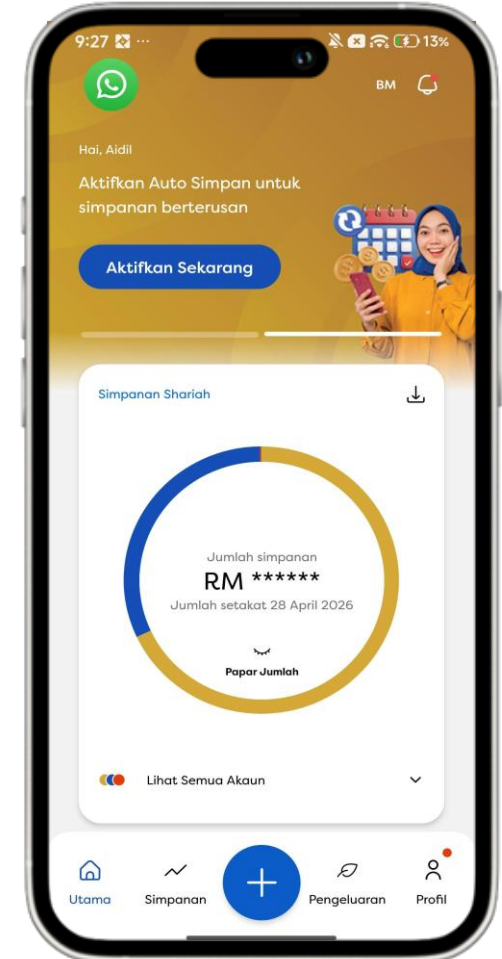 9:27
13%
BM
Hai, Aidil
Aktifkan Auto Simpan untuk
simpanan berterusan
Aktifkan Sekarang
Simpanan Shariah
Jumlah simpanan
RM ******
Jumlah setakat 28 April 2026
Papar Jumlah
Lihat Semua Akaun
Utama
Simpanan
Pengeluaran
Profil